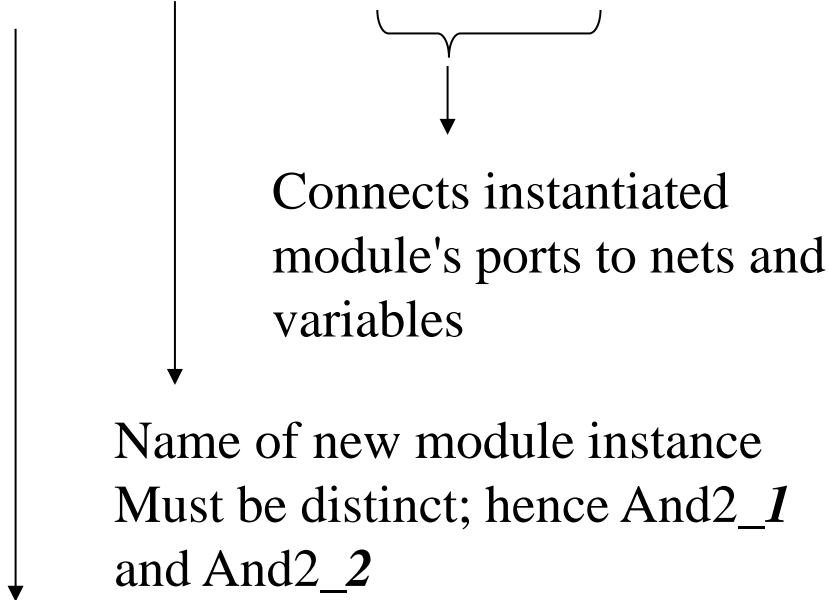 Connects instantiated
module's ports to nets and
variables
Name of new module instance
Must be distinct; hence And2_1
and And2_2